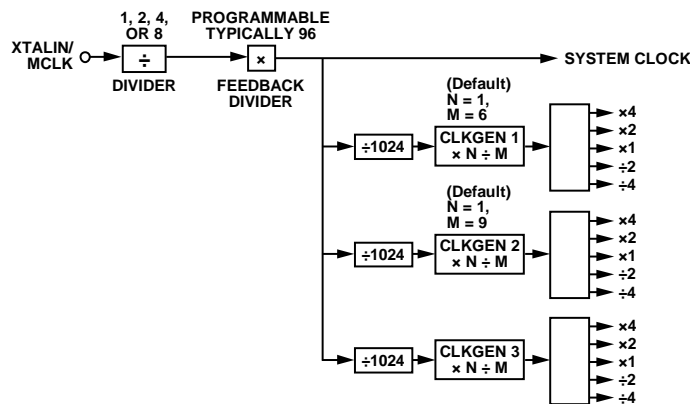 1, 2, 4,
OR 8
PROGRAMMABLE
TYPICALLY 96
XTALIN/
MCLK
÷
×
SYSTEM CLOCK
DIVIDER
FEEDBACK
DIVIDER
(Default)
N = 1,
M = 6
÷1024
CLKGEN 1
× N ÷ M
×4
×2
×1
÷2
÷4
(Default)
N = 1,
M = 9
÷1024
CLKGEN 2
× N ÷ M
×4
×2
×1
÷2
÷4
÷1024
CLKGEN 3
× N ÷ M
×4
×2
×1
÷2
÷4